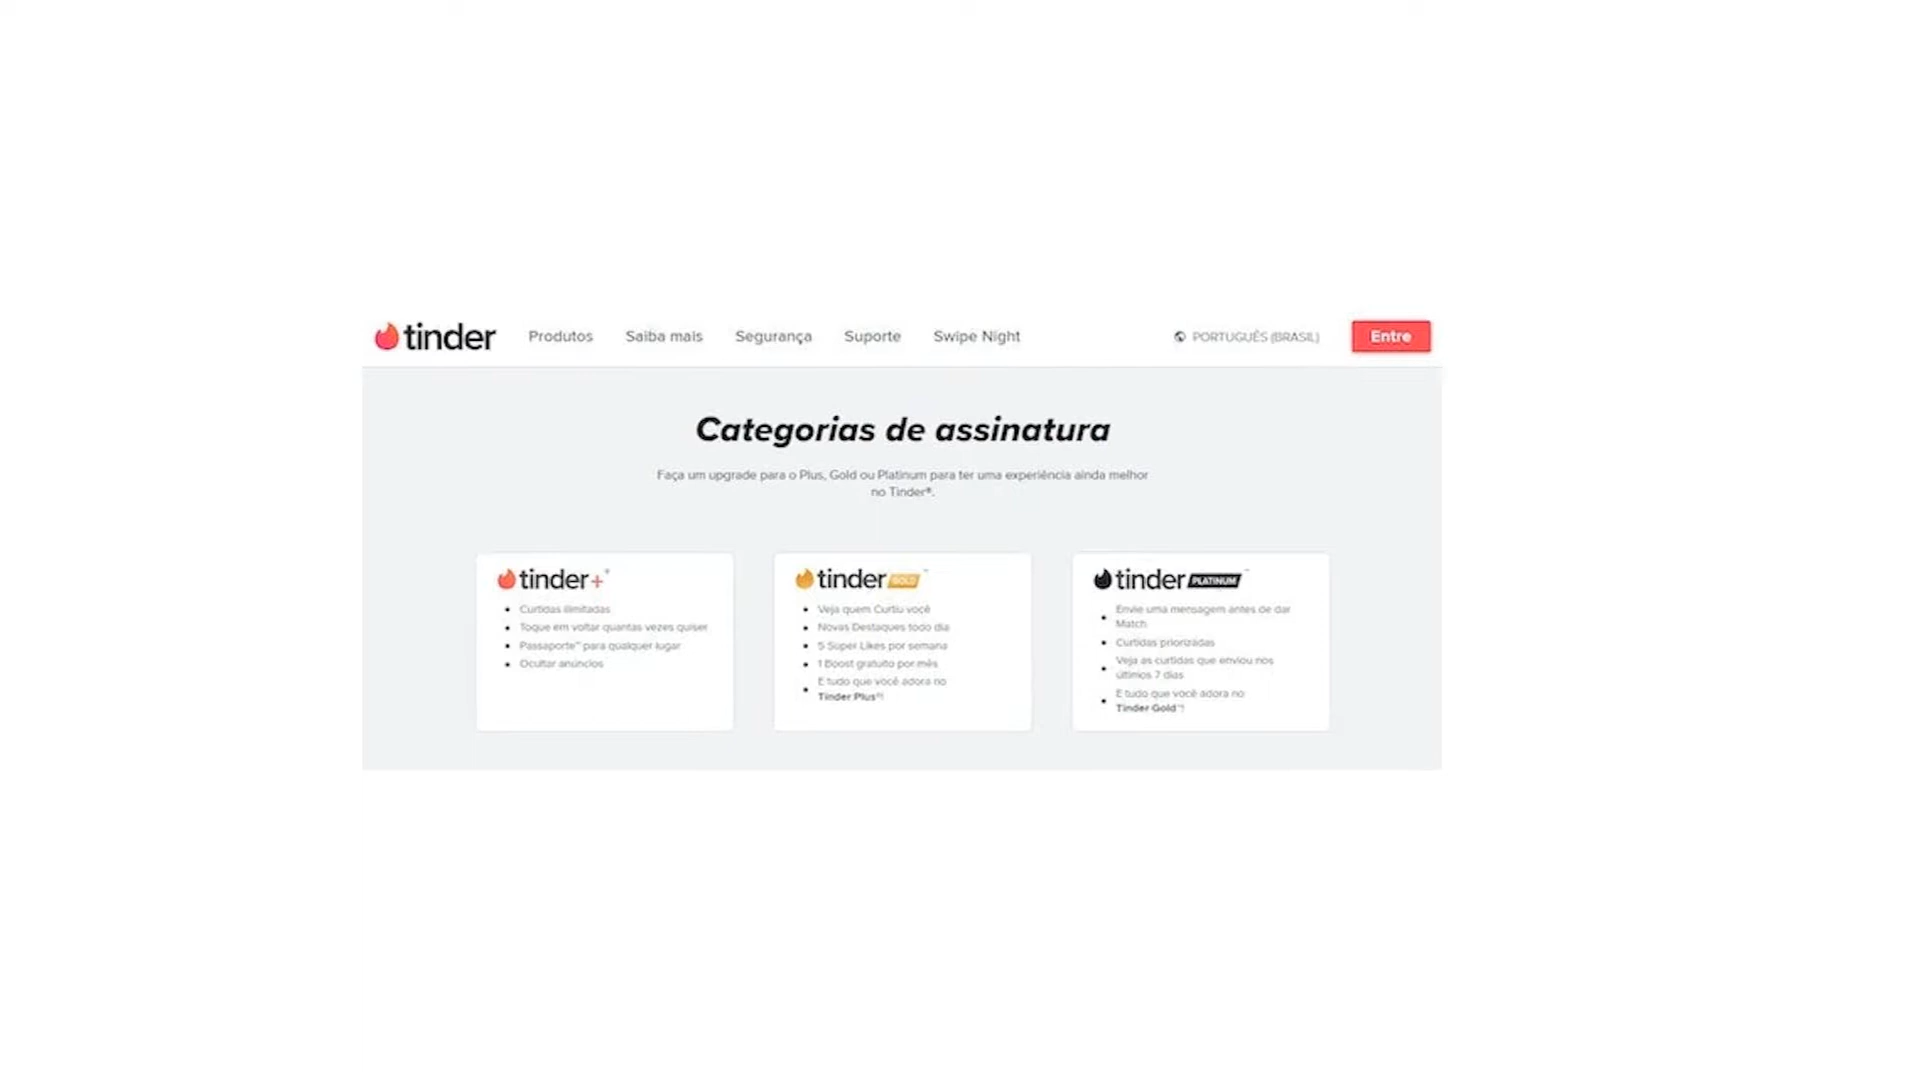 tinder Produtos Saiba mais Segurança Suporte Swipe Night PORTUGUÊS (BRASIL) Entre
Categorias de assinatura
Faça um upgrade para o Plus, Gold ou Platinum para ter uma experiência ainda melhor
no Tinder®.
tinder+®
Curtidas ilimitadas
Toque em voltar quantas vezes quiser
Passaporte™ para qualquer lugar
Ocultar anúncios
tinder GOLD™
Veja quem Curtiu você
Novas Destaques todo dia
5 Super Likes por semana
1 Boost gratuito por mês
E tudo que você adora no
Tinder Plus®!
tinder PLATINUM™
Envie uma mensagem antes de dar
Match
Curtidas priorizadas
Veja as curtidas que enviou nos
últimos 7 dias
E tudo que você adora no
Tinder Gold™!